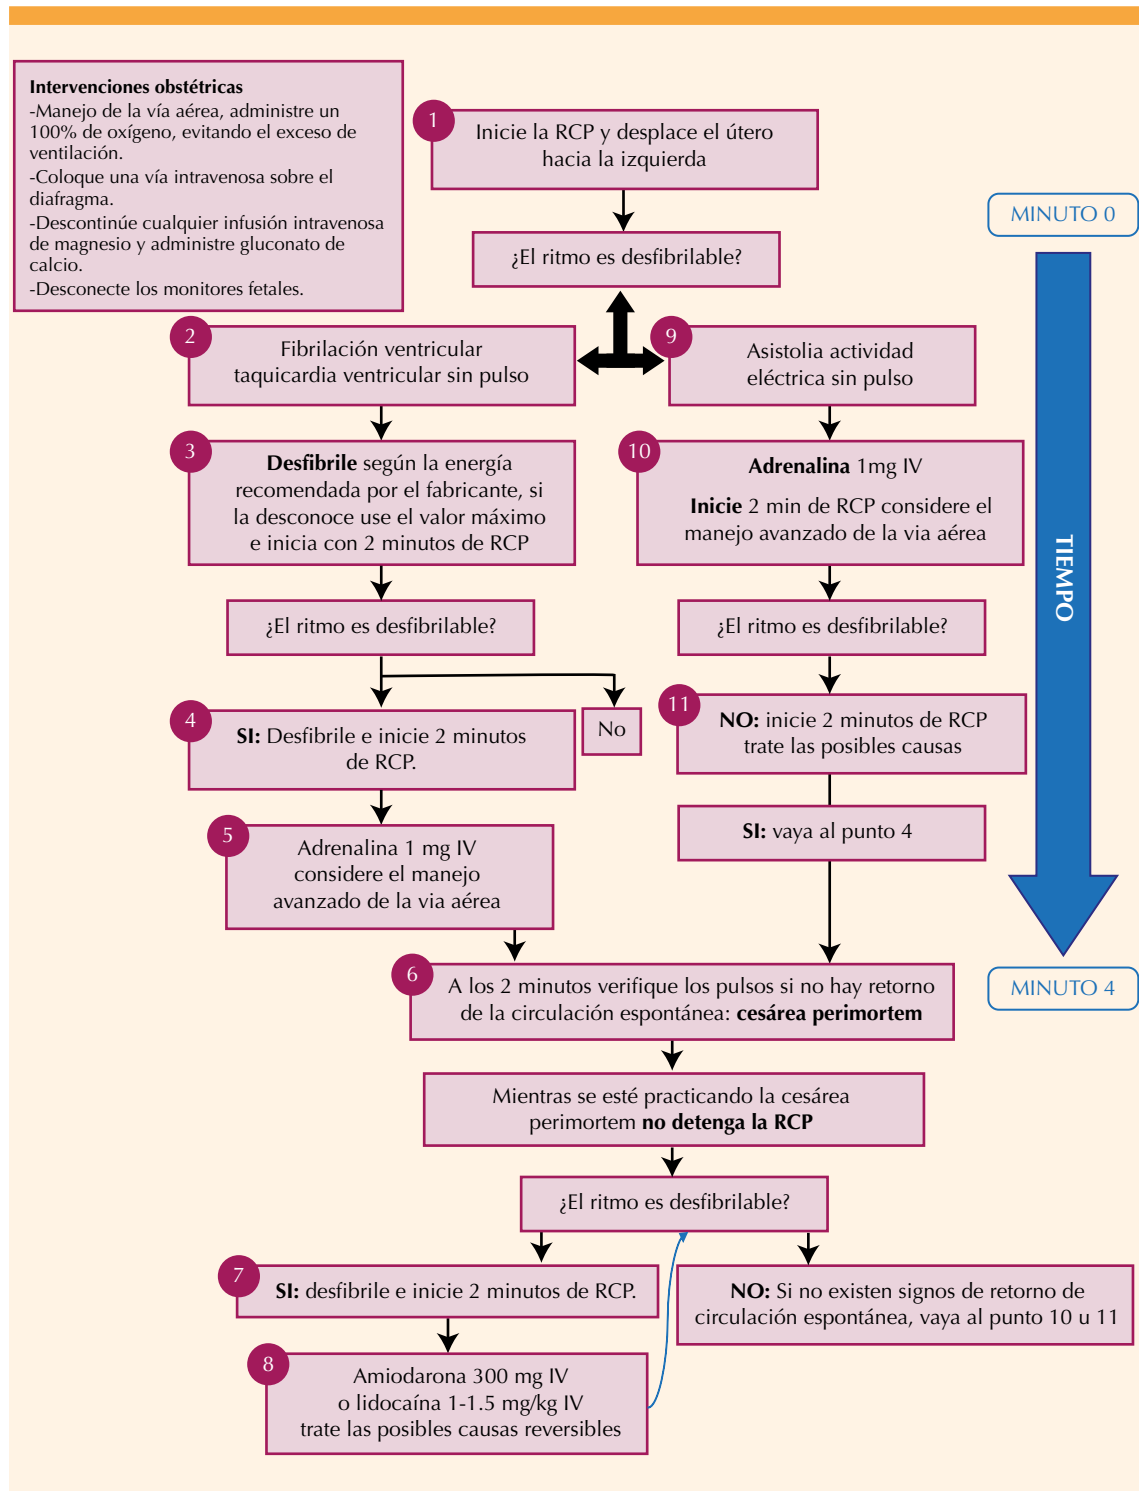 Intervenciones obstétricas
-Manejo de la vía aérea, administre un
100% de oxígeno, evitando el exceso de
ventilación.
-Coloque una vía intravenosa sobre el
diafragma.
-Descontinúe cualquier infusión intravenosa
de magnesio y administre gluconato de
calcio.
-Desconecte los monitores fetales.
1
Inicie la RCP y desplace el útero
hacia la izquierda
MINUTO 0
¿El ritmo es desfibrilable?
2
Fibrilación ventricular
taquicardia ventricular sin pulso
9
Asistolia actividad
eléctrica sin pulso
3
Desfibrile según la energía
recomendada por el fabricante, si
la desconoce use el valor máximo
e inicia con 2 minutos de RCP
10
Adrenalina 1mg IV
Inicie 2 min de RCP considere el
manejo avanzado de la via aérea
TIEMPO
¿El ritmo es desfibrilable?
¿El ritmo es desfibrilable?
4
SI: Desfibrile e inicie 2 minutos
de RCP.
No
11
NO: inicie 2 minutos de RCP
trate las posibles causas
5
Adrenalina 1 mg IV
considere el manejo
avanzado de la via aérea
SI: vaya al punto 4
6
A los 2 minutos verifique los pulsos si no hay retorno
de la circulación espontánea: cesárea perimortem
MINUTO 4
Mientras se esté practicando la cesárea
perimortem no detenga la RCP
¿El ritmo es desfibrilable?
7
SI: desfibrile e inicie 2 minutos de RCP.
NO: Si no existen signos de retorno de
circulación espontánea, vaya al punto 10 u 11
8
Amiodarona 300 mg IV
o lidocaína 1-1.5 mg/kg IV
trate las posibles causas reversibles